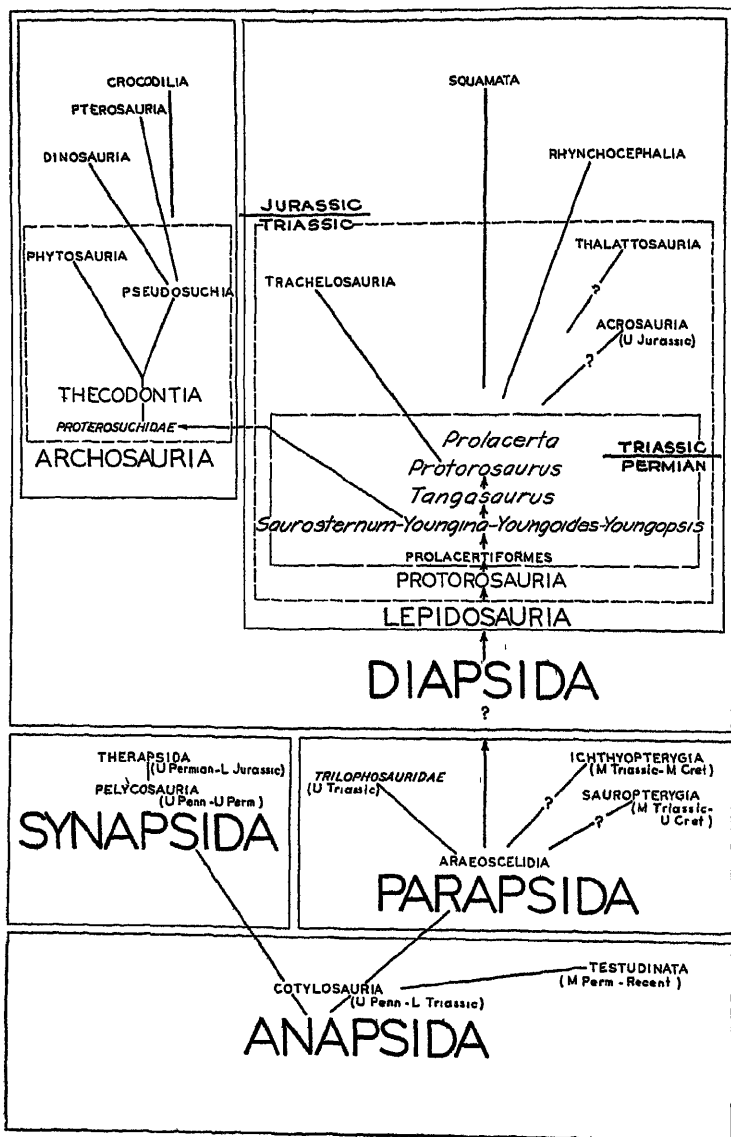 CROCODILIA
PTEROSAURIA
DINOSAURIA
PHYTOSAURIA
PSEUDOSUCHIA
THECODONTIA
PROTEROSUCHIDAE
ARCHOSAURIA
SQUAMATA
RHYNCHOCEPHALIA
JURASSIC
TRIASSIC
THALATTOSAURIA
?
TRACHELOSAURIA
ACROSAURIA
(U Jurassic)
?
Prolacerta
TRIASSIC
PERMIAN
Protorosaurus
Tangasaurus
Saurosternum-Youngina-Youngoides-Youngopsis
PROLACERTIFORMES
PROTOROSAURIA
LEPIDOSAURIA
DIAPSIDA
?
THERAPSIDA
(U Permian-L Jurassic)
PELYCOSAURIA
(U Penn-U Perm)
SYNAPSIDA
TRILOPHOSAURIDAE
(U Triassic)
ICHTHYOPTERYGIA
(M Triassic-M Cret)
?
SAUROPTERYGIA
(M Triassic-
U Cret)
?
ARAEOSCELIDIA
PARAPSIDA
COTYLOSAURIA
(U Penn-L Triassic)
TESTUDINATA
(M Perm-Recent)
ANAPSIDA